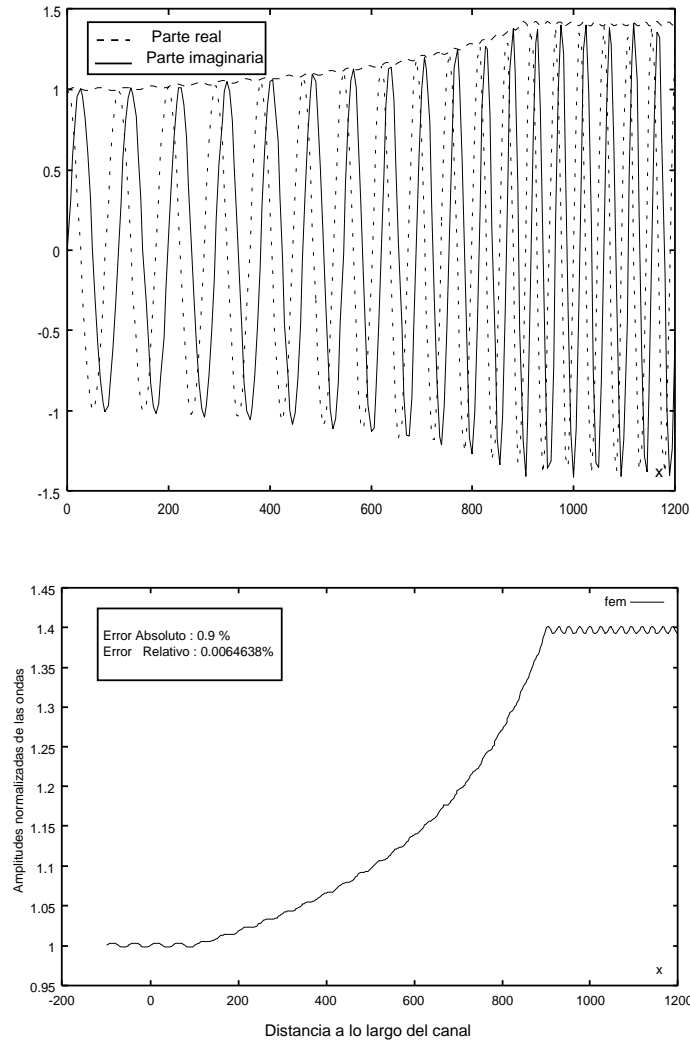 1.5
Parte real
Parte imaginaria
1
0.5
0
-0.5
-1
-1.5
x
0 200 400 600 800 1000 1200
1.45
fem
1.4
Error Absoluto : 0.9 %
Error Relativo : 0.0064638%
1.35
1.3
1.25
1.2
1.15
1.1
1.05
1
0.95
Amplitudes normalizadas de las ondas
x
-200 0 200 400 600 800 1000 1200
Distancia a lo largo del canal